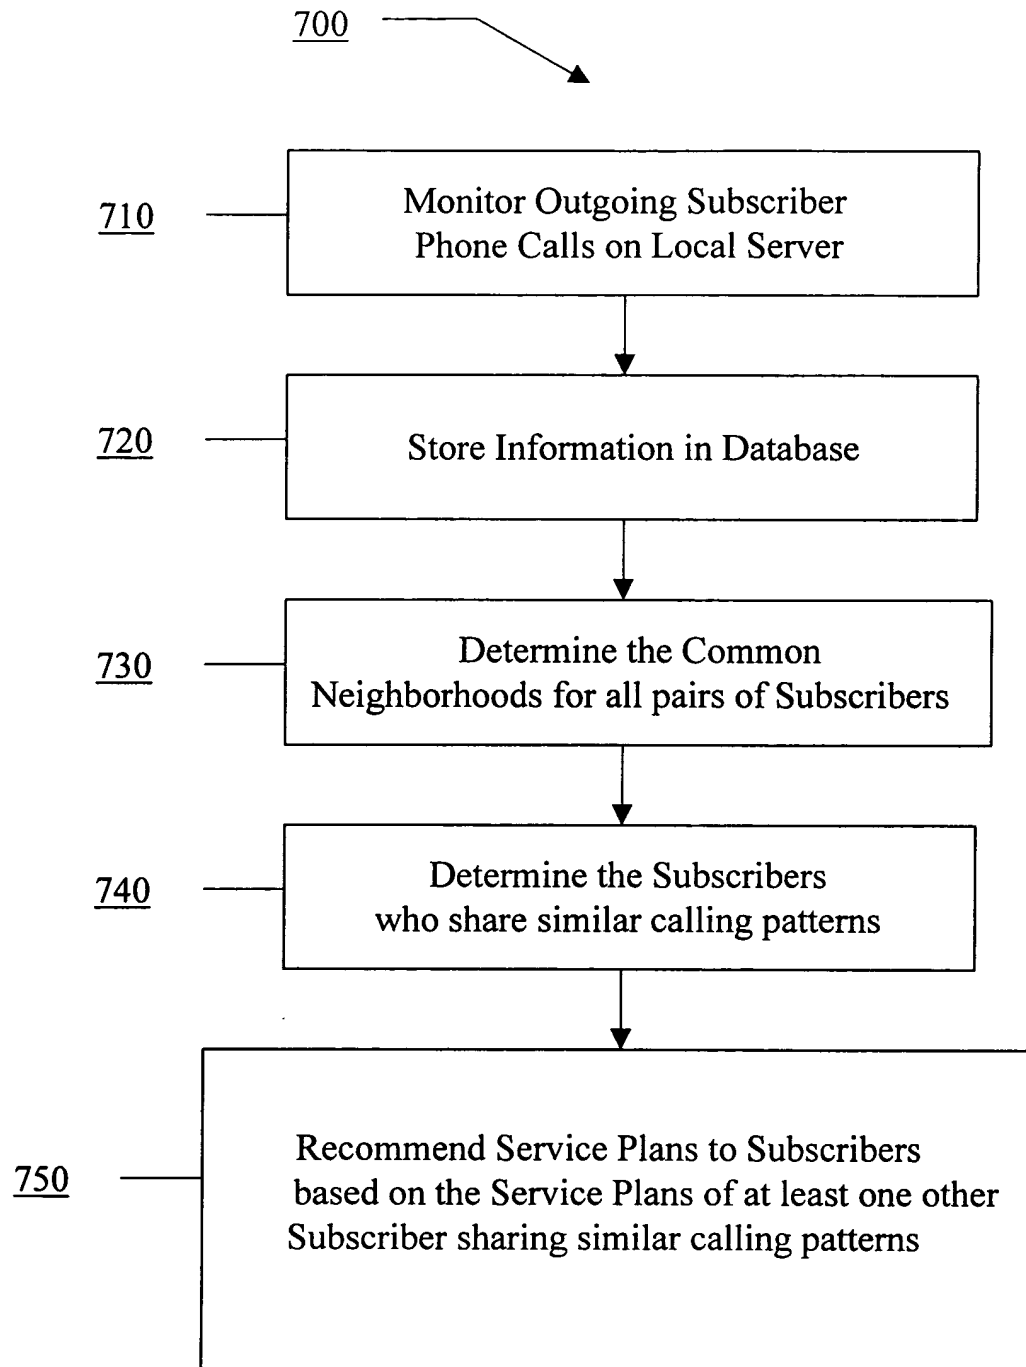 700
710
Monitor Outgoing Subscriber
Phone Calls on Local Server
720
Store Information in Database
730
Determine the Common
Neighborhoods for all pairs of Subscribers
740
Determine the Subscribers
who share similar calling patterns
750
Recommend Service Plans to Subscribers
based on the Service Plans of at least one other
Subscriber sharing similar calling patterns